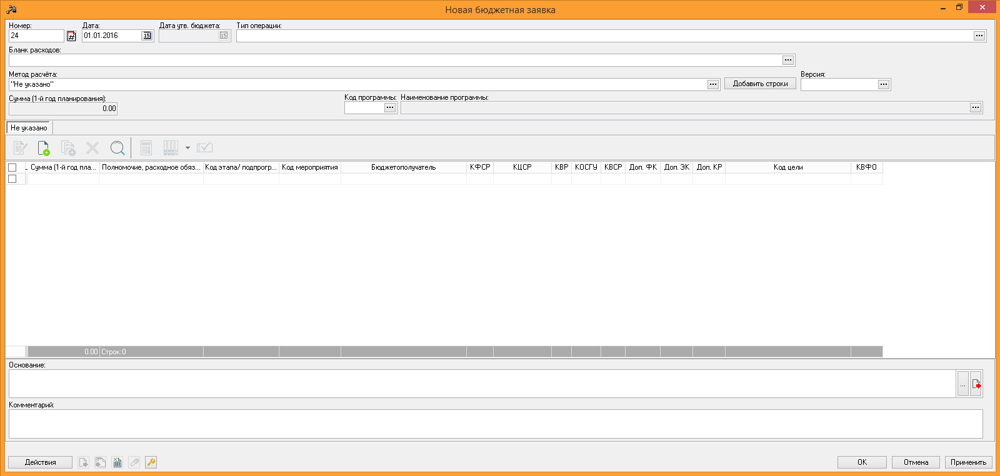 Новая бюджетная заявка
Номер: Дата: Дата утв. бюджета: Тип операции:
24 01.01.2016 15 15 ...
Бланк расходов:
...
Метод расчёта: Версия:
"Не указано" ... Добавить строки ...
Сумма (1-й год планирования): Код программы: Наименование программы:
0.00 ... ...
Не указано
Сумма (1-й год пла... Полномочие, расходное обяз... Код этапа/ подпрогр... Код мероприятия Бюджетополучатель КФСР КЦСР КВР КОСГУ КВСР Доп. ФК Доп. ЭК Доп. КР Код цели КВФО
0.00 Строк:0
Основание:
...
Комментарий:
Действия OK Отмена Применить